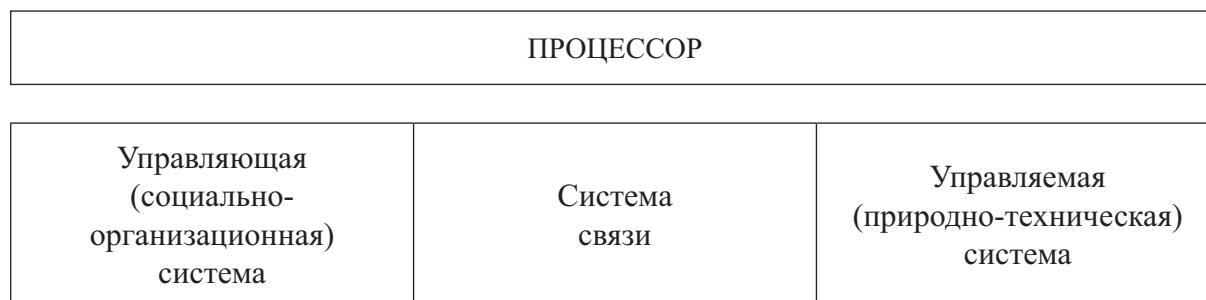 ПРОЦЕССОР
Управляющая
(социально-
организационная)
система
Система
связи
Управляемая
(природно-техническая)
система